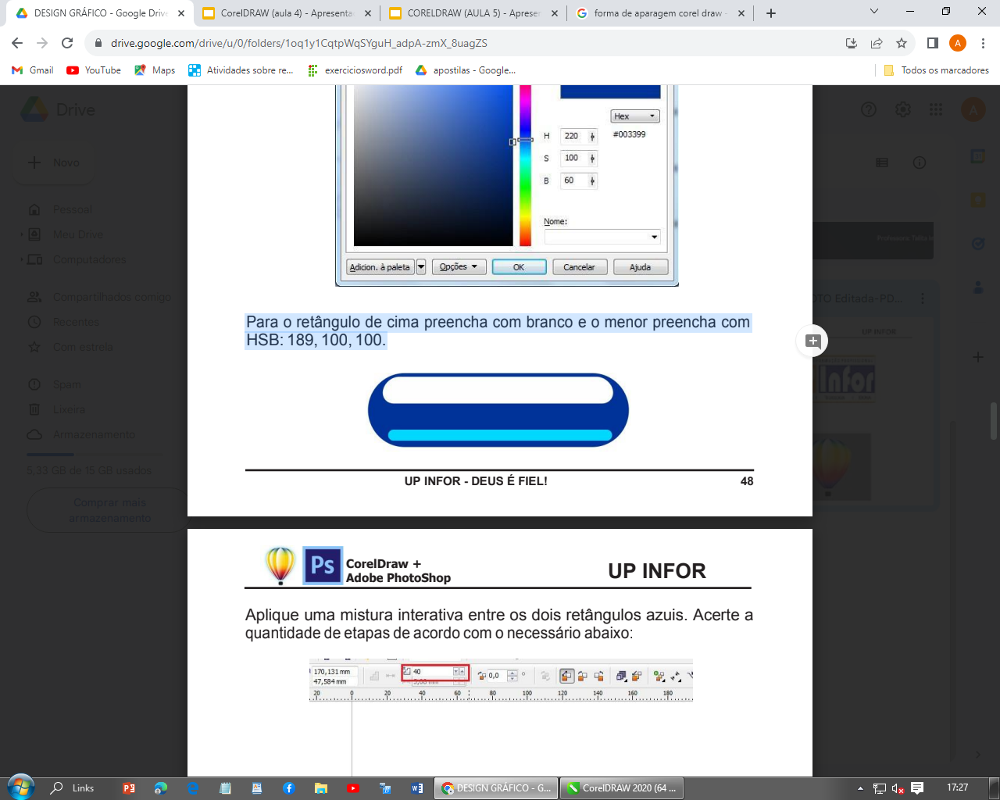 DESIGN GRÁFICO - Google Drive
CorelDRAW (aula 4) - Apresenta
CORELDRAW (AULA 5) - Apresen
forma de aparagem corel draw -
drive.google.com/drive/u/0/folders/1oq1y1CqtpWqSYguH_adpA-zmX_8uagZS
A
Gmail
YouTube
Maps
Atividades sobre re...
exerciciosword.pdf
apostilas - Google...
Todos os marcadores
Drive
A
Novo
Pessoal
Meu Drive
Computadores
Compartilhados comigo
Recentes
Com estrela
Spam
Lixeira
Armazenamento
5,33 GB de 15 GB usados
Comprar mais
armazenamento
OTO Editada-PD...
UP INFOR
Infor
Hex
H 220 #003399
S 100
B 60
Nome:
Adicion. à paleta
Opções
OK
Cancelar
Ajuda
Para o retângulo de cima preencha com branco e o menor preencha com
HSB: 189, 100, 100.
UP INFOR - DEUS É FIEL! 48
Ps
CorelDraw +
Adobe PhotoShop
UP INFOR
Aplique uma mistura interativa entre os dois retângulos azuis. Acerte a
quantidade de etapas de acordo com o necessário abaixo:
170,131 mm
47,584 mm
40
0,0 °
20 0 20 40 60 80 100 120 140 160 180
Links
DESIGN GRÁFICO - G...
CorelDRAW 2020 (64 ...
17:27